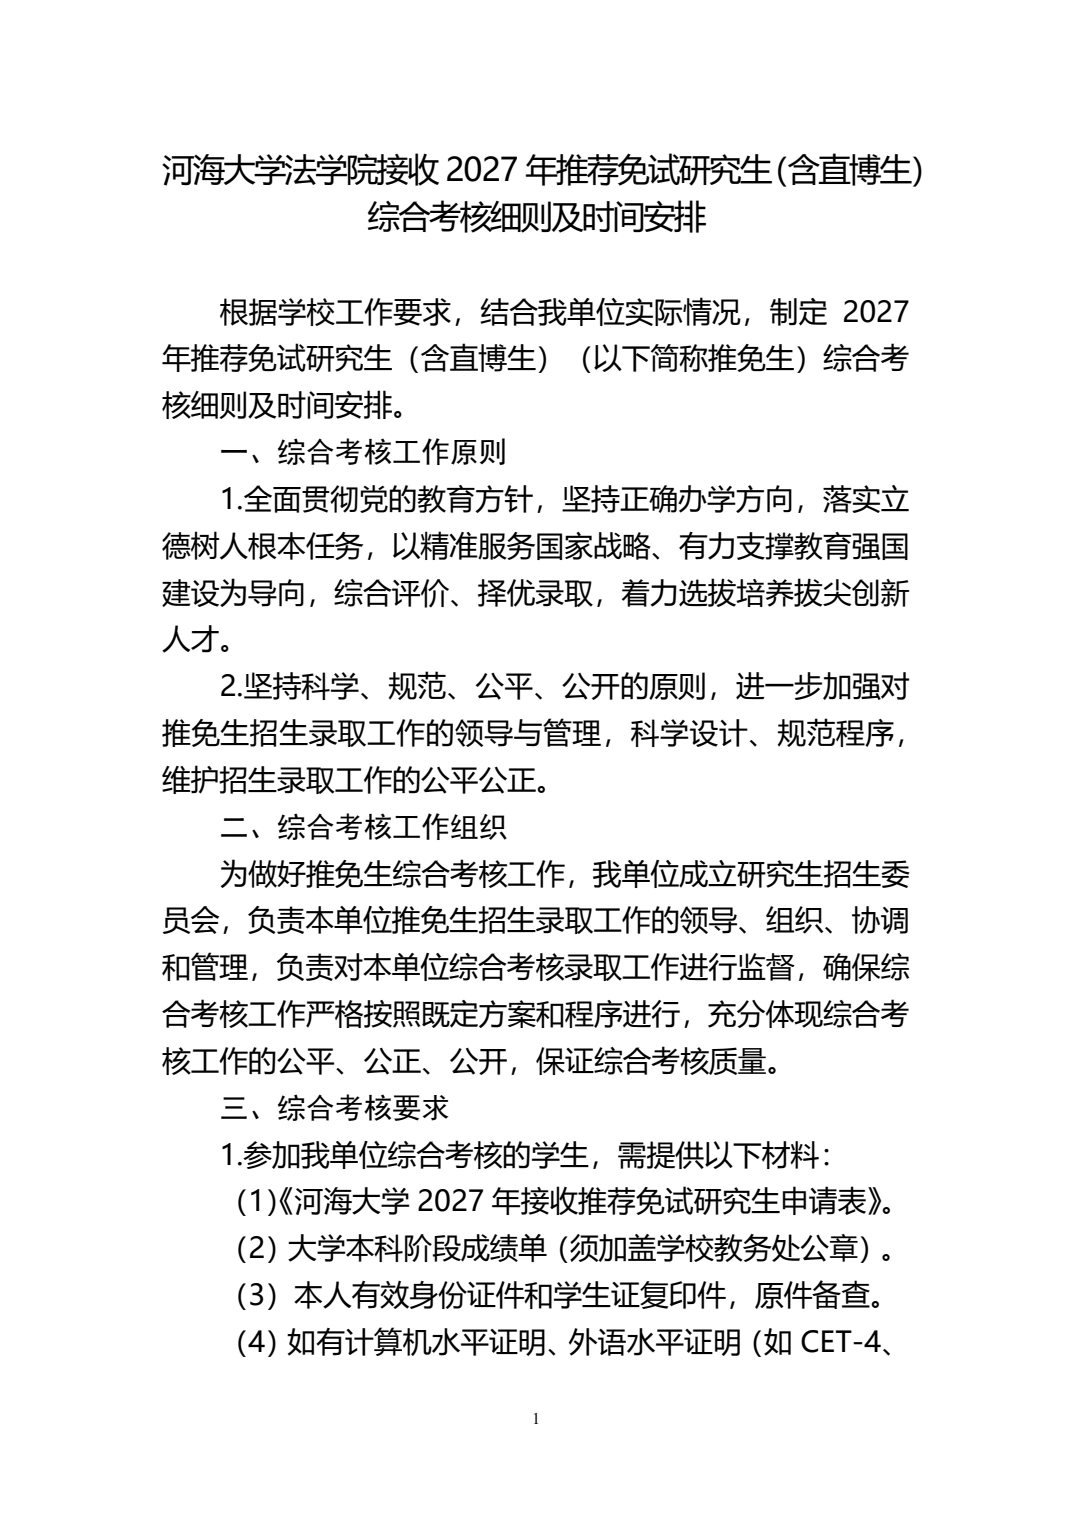 河海大学法学院接收 2027 年推荐免试研究生(含直博生)
综合考核细则及时间安排
根据学校工作要求，结合我单位实际情况，制定 2027
年推荐免试研究生（含直博生）（以下简称推免生）综合考
核细则及时间安排。
一、综合考核工作原则
1.全面贯彻党的教育方针，坚持正确办学方向，落实立
德树人根本任务，以精准服务国家战略、有力支撑教育强国
建设为导向，综合评价、择优录取，着力选拔培养拔尖创新
人才。
2.坚持科学、规范、公平、公开的原则，进一步加强对
推免生招生录取工作的领导与管理，科学设计、规范程序，
维护招生录取工作的公平公正。
二、综合考核工作组织
为做好推免生综合考核工作，我单位成立研究生招生委
员会，负责本单位推免生招生录取工作的领导、组织、协调
和管理，负责对本单位综合考核录取工作进行监督，确保综
合考核工作严格按照既定方案和程序进行，充分体现综合考
核工作的公平、公正、公开，保证综合考核质量。
三、综合考核要求
1.参加我单位综合考核的学生，需提供以下材料：
（1）《河海大学 2027 年接收推荐免试研究生申请表》。
（2）大学本科阶段成绩单（须加盖学校教务处公章）。
（3）本人有效身份证件和学生证复印件，原件备查。
（4）如有计算机水平证明、外语水平证明（如 CET-4、
1